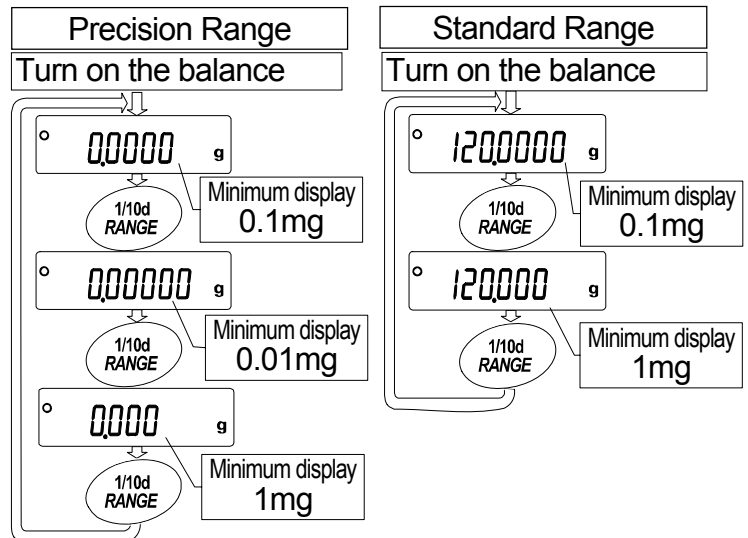 Precision Range
Turn on the balance
0.0000 g
1/10d
RANGE
Minimum display
0.1mg
0.00000 g
1/10d
RANGE
Minimum display
0.01mg
0.000 g
1/10d
RANGE
Minimum display
1mg
Standard Range
Turn on the balance
120.0000 g
1/10d
RANGE
Minimum display
0.1mg
120.000 g
1/10d
RANGE
Minimum display
1mg